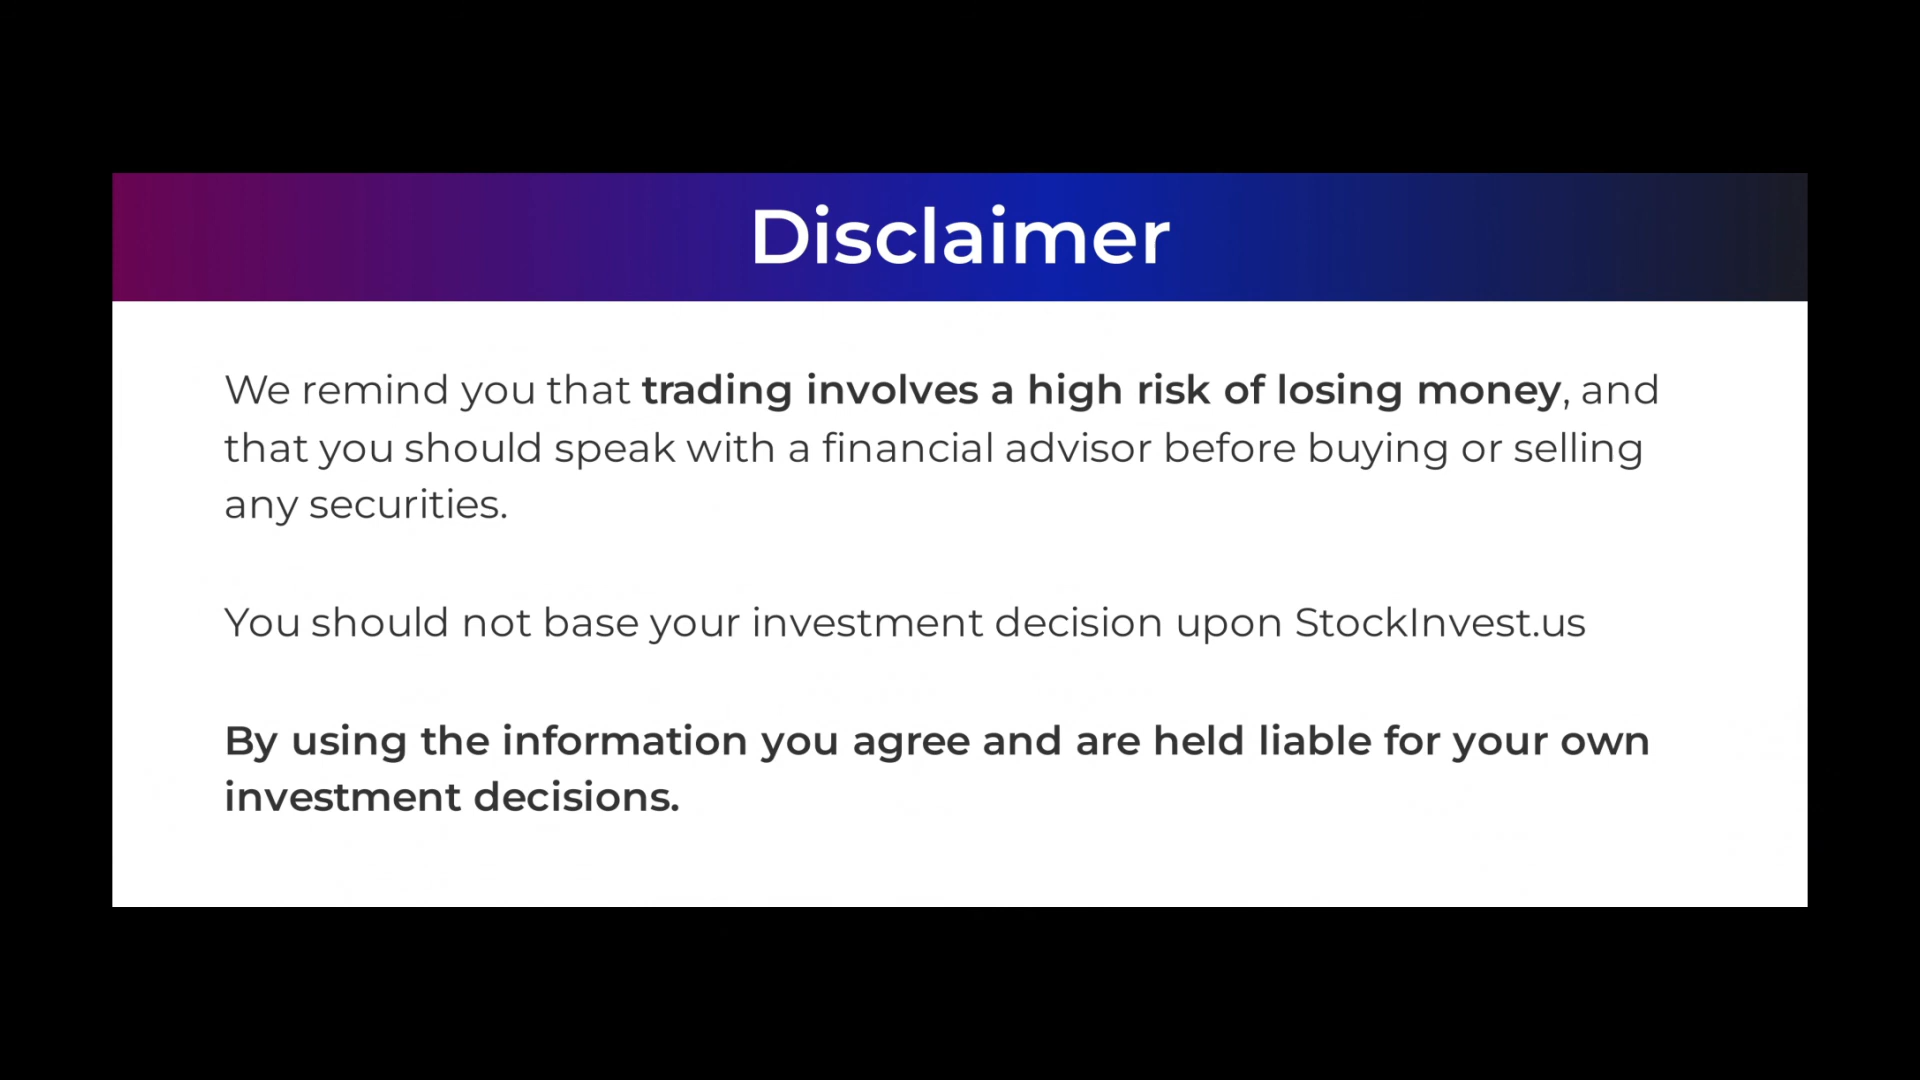 Disclaimer
We remind you that trading involves a high risk of losing money, and
that you should speak with a financial advisor before buying or selling
any securities.
You should not base your investment decision upon StockInvest.us
By using the information you agree and are held liable for your own
investment decisions.